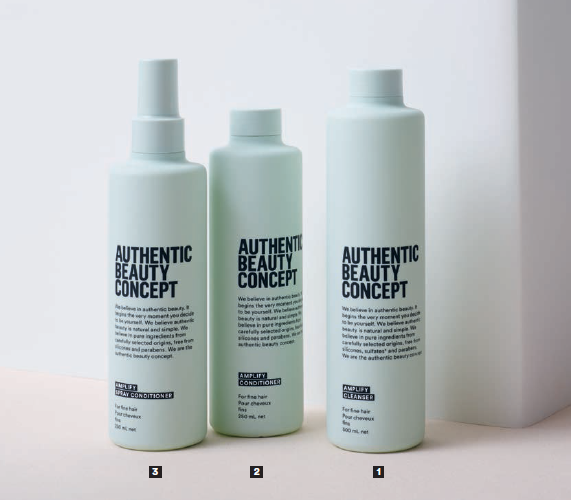 AUTHENTIC
BEAUTY
CONCEPT
We believe in authentic beauty. It
begins the very moment you decide
to be yourself. We believe authentic
beauty is natural and simple. We
believe in pure ingredients from
carefully selected origins, free from
silicones and parabens. We are the
authentic beauty concept.
AMPLIFY
SPRAY CONDITIONER
For fine hair
Pour cheveux
fins
250 mL net
3
AUTHENTIC
BEAUTY
CONCEPT
We believe in authentic beauty.
begins the very moment you
to be yourself. We believe
beauty is natural and simple. We
believe in pure ingredients
carefully selected origins, free
silicones and parabens. We are
authentic beauty concept.
AMPLIFY
CONDITIONER
For fine hair
Pour cheveux
fins
250 mL net
2
AUTHENTIC
BEAUTY
CONCEPT
We believe in authentic beauty. It
begins the very moment you decide
to be yourself. We believe authentic
beauty is natural and simple. We
believe in pure ingredients from
carefully selected origins, free from
silicones, sulfates* and parabens.
We are the authentic beauty
AMPLIFY
CLEANSER
For fine hair
Pour cheveux
fins
300 mL net
1